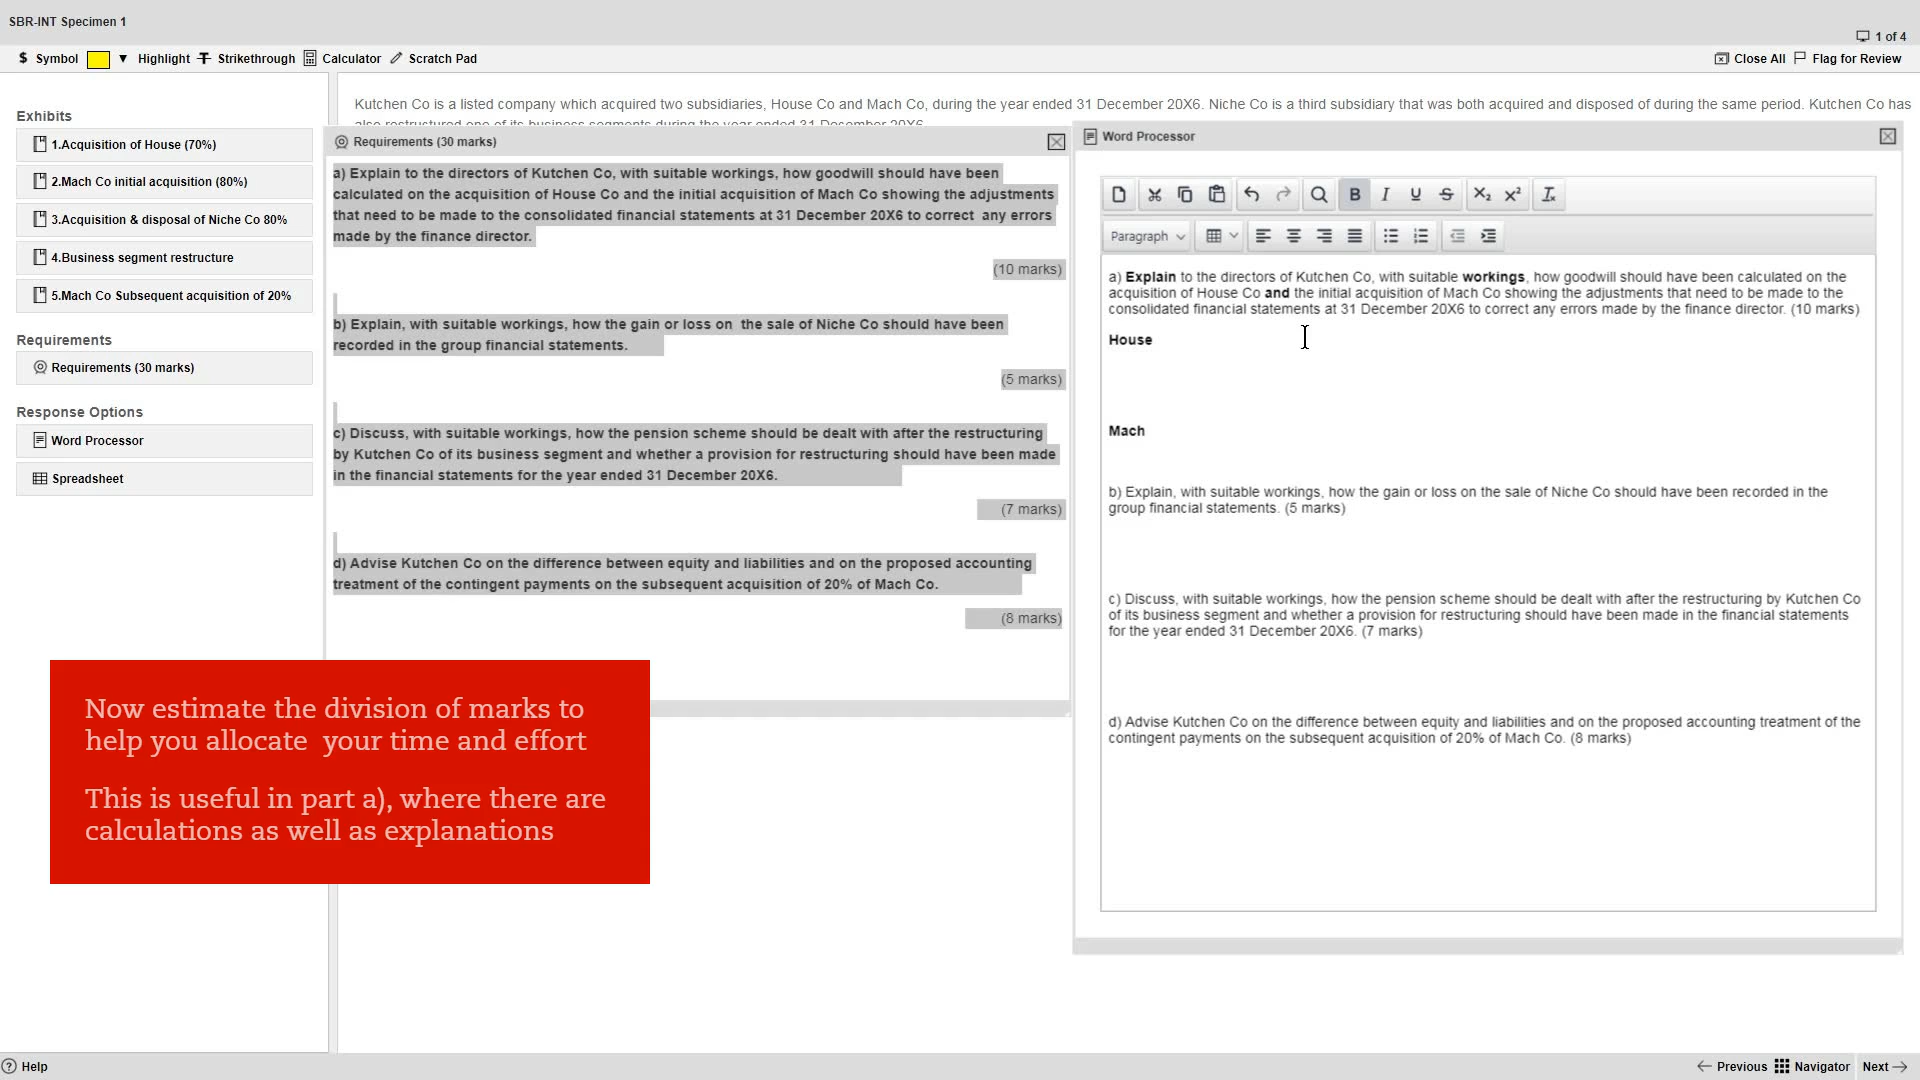 SBR-INT Specimen 1
1 of 4
$ Symbol Highlight Strikethrough Calculator Scratch Pad
Close All Flag for Review
Exhibits
1.Acquisition of House (70%)
2.Mach Co initial acquisition (80%)
3.Acquisition & disposal of Niche Co 80%
4.Business segment restructure
5.Mach Co Subsequent acquisition of 20%
Requirements
Requirements (30 marks)
Response Options
Word Processor
Spreadsheet
Kutchen Co is a listed company which acquired two subsidiaries, House Co and Mach Co, during the year ended 31 December 20X6. Niche Co is a third subsidiary that was both acquired and disposed of during the same period. Kutchen Co has
also restructured one of its business segments during the year ended 31 December 20X6.
Requirements (30 marks)
a) Explain to the directors of Kutchen Co, with suitable workings, how goodwill should have been
calculated on the acquisition of House Co and the initial acquisition of Mach Co showing the adjustments
that need to be made to the consolidated financial statements at 31 December 20X6 to correct any errors
made by the finance director.
(10 marks)
b) Explain, with suitable workings, how the gain or loss on the sale of Niche Co should have been
recorded in the group financial statements.
(5 marks)
c) Discuss, with suitable workings, how the pension scheme should be dealt with after the restructuring
by Kutchen Co of its business segment and whether a provision for restructuring should have been made
in the financial statements for the year ended 31 December 20X6.
(7 marks)
d) Advise Kutchen Co on the difference between equity and liabilities and on the proposed accounting
treatment of the contingent payments on the subsequent acquisition of 20% of Mach Co.
(8 marks)
Word Processor
B I U S X₂ X² Iₓ
Paragraph
a) Explain to the directors of Kutchen Co, with suitable workings, how goodwill should have been calculated on the
acquisition of House Co and the initial acquisition of Mach Co showing the adjustments that need to be made to the
consolidated financial statements at 31 December 20X6 to correct any errors made by the finance director. (10 marks)
House
Mach
b) Explain, with suitable workings, how the gain or loss on the sale of Niche Co should have been recorded in the
group financial statements. (5 marks)
c) Discuss, with suitable workings, how the pension scheme should be dealt with after the restructuring by Kutchen Co
of its business segment and whether a provision for restructuring should have been made in the financial statements
for the year ended 31 December 20X6. (7 marks)
d) Advise Kutchen Co on the difference between equity and liabilities and on the proposed accounting treatment of the
contingent payments on the subsequent acquisition of 20% of Mach Co. (8 marks)
Now estimate the division of marks to
help you allocate your time and effort
This is useful in part a), where there are
calculations as well as explanations
? Help
Previous Navigator Next